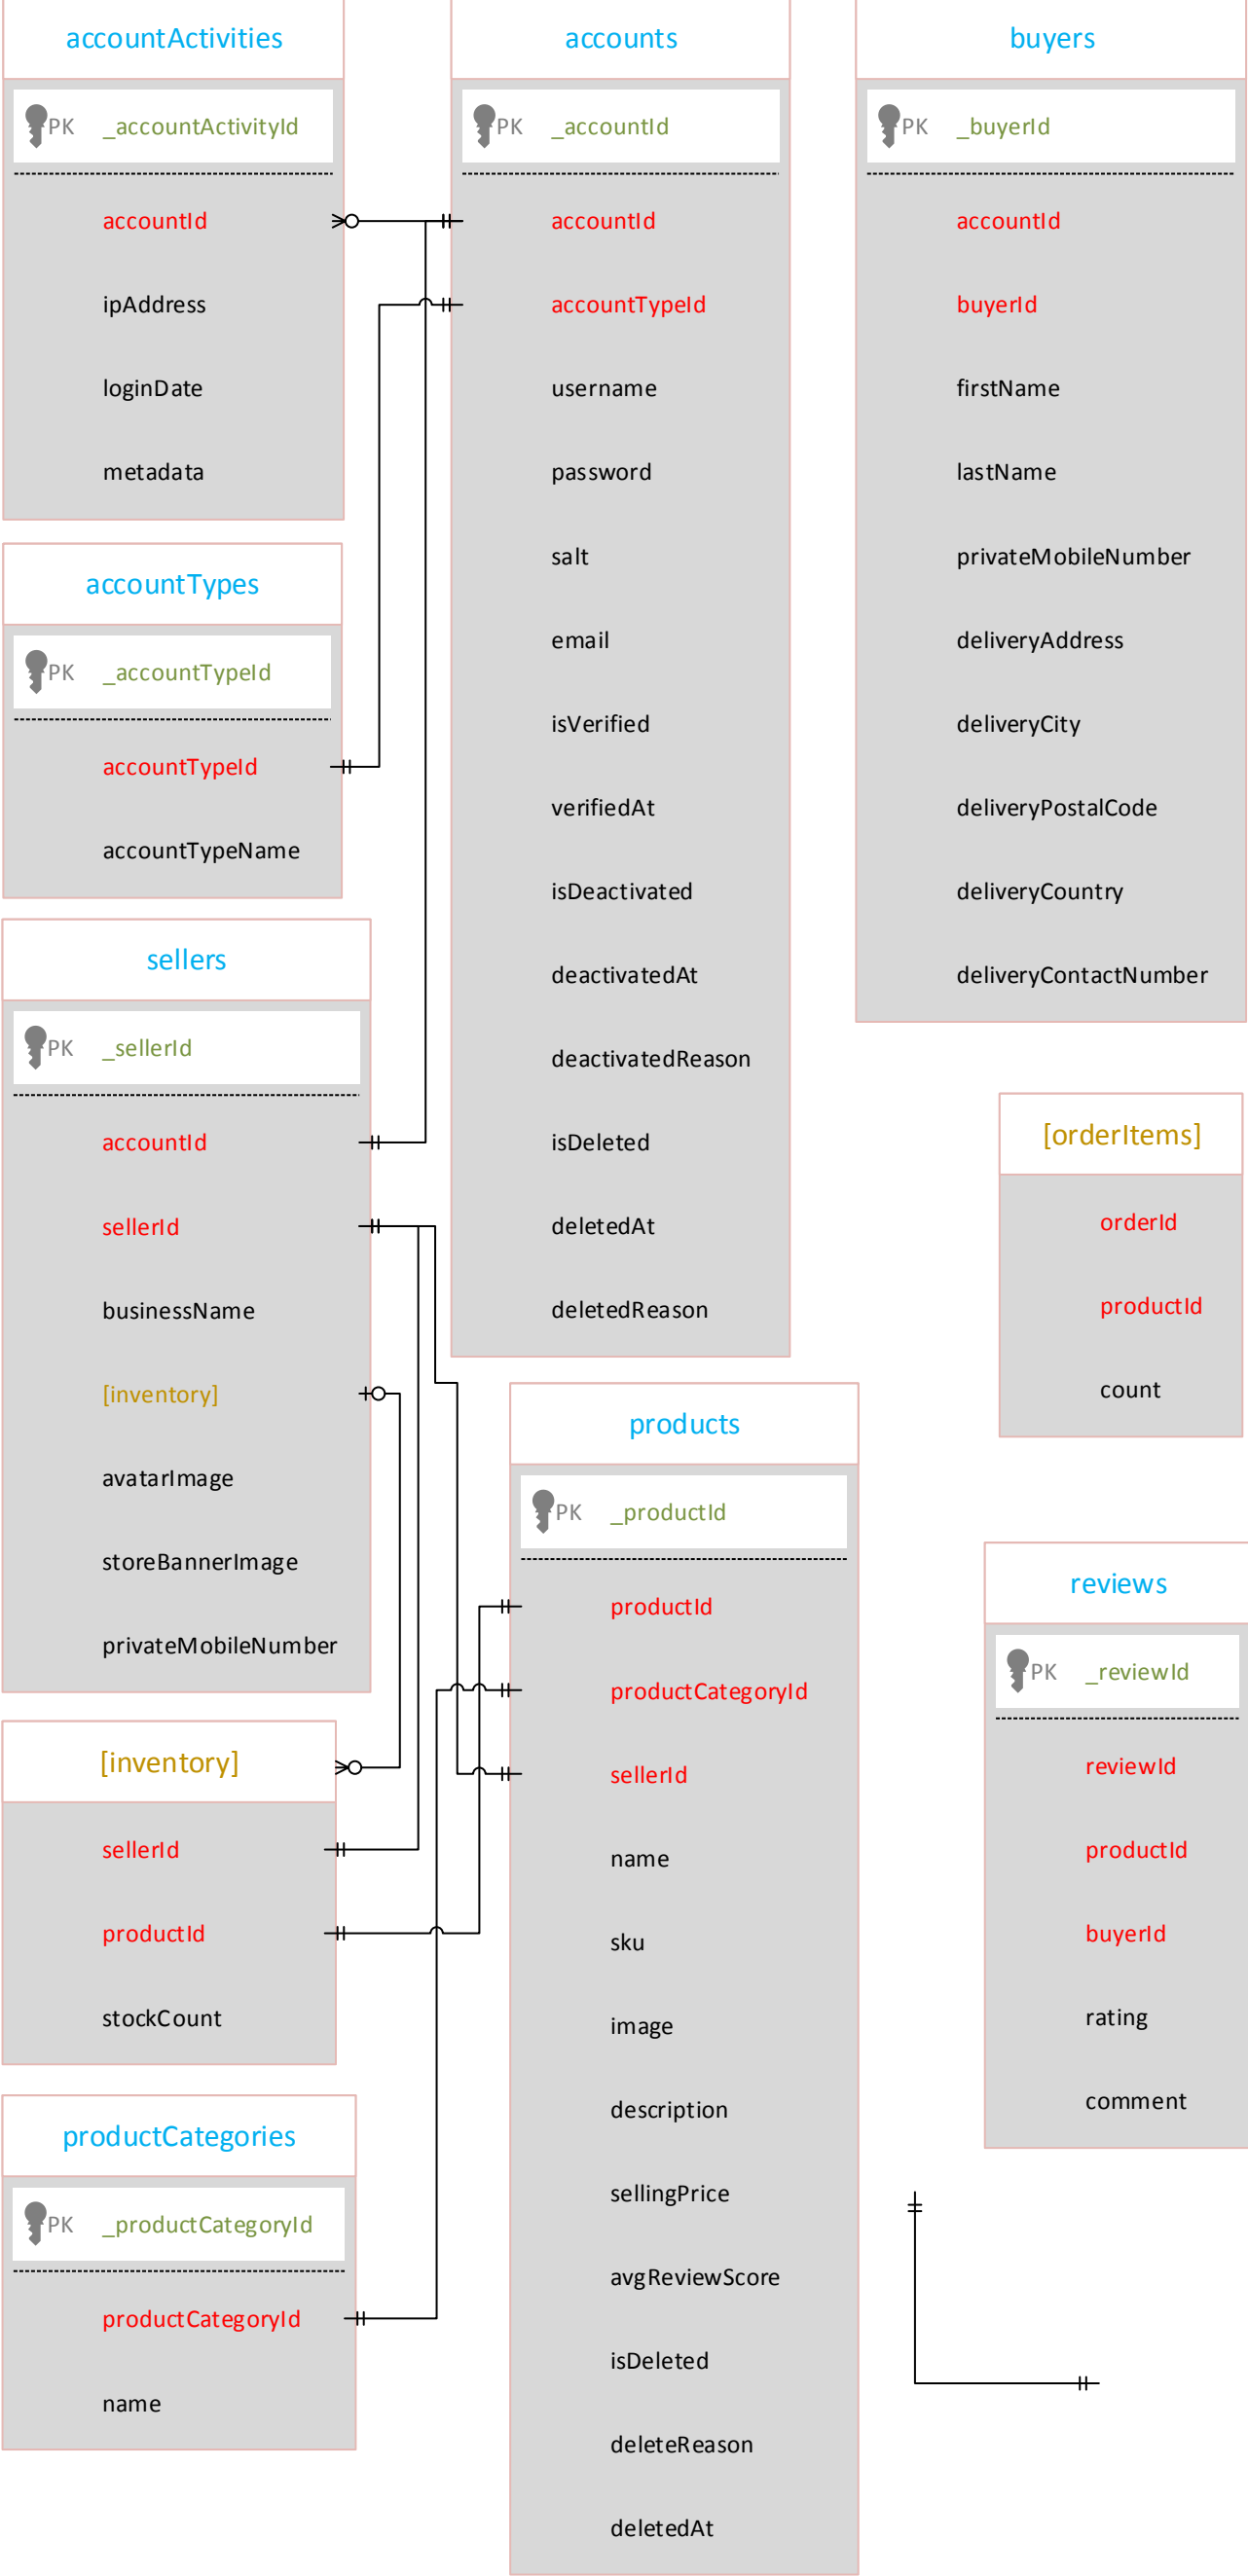 accountActivities
PK _accountActivityId
accountId
ipAddress
loginDate
metadata
accountTypes
PK _accountTypeId
accountTypeId
accountTypeName
sellers
PK _sellerId
accountId
sellerId
businessName
[inventory]
avatarImage
storeBannerImage
privateMobileNumber
[inventory]
sellerId
productId
stockCount
productCategories
PK _productCategoryId
productCategoryId
name
accounts
PK _accountId
accountId
accountTypeId
username
password
salt
email
isVerified
verifiedAt
isDeactivated
deactivatedAt
deactivatedReason
isDeleted
deletedAt
deletedReason
products
PK _productId
productId
productCategoryId
sellerId
name
sku
image
description
sellingPrice
avgReviewScore
isDeleted
deleteReason
deletedAt
buyers
PK _buyerId
accountId
buyerId
firstName
lastName
privateMobileNumber
deliveryAddress
deliveryCity
deliveryPostalCode
deliveryCountry
deliveryContactNumber
[orderItems]
orderId
productId
count
reviews
PK _reviewId
reviewId
productId
buyerId
rating
comment